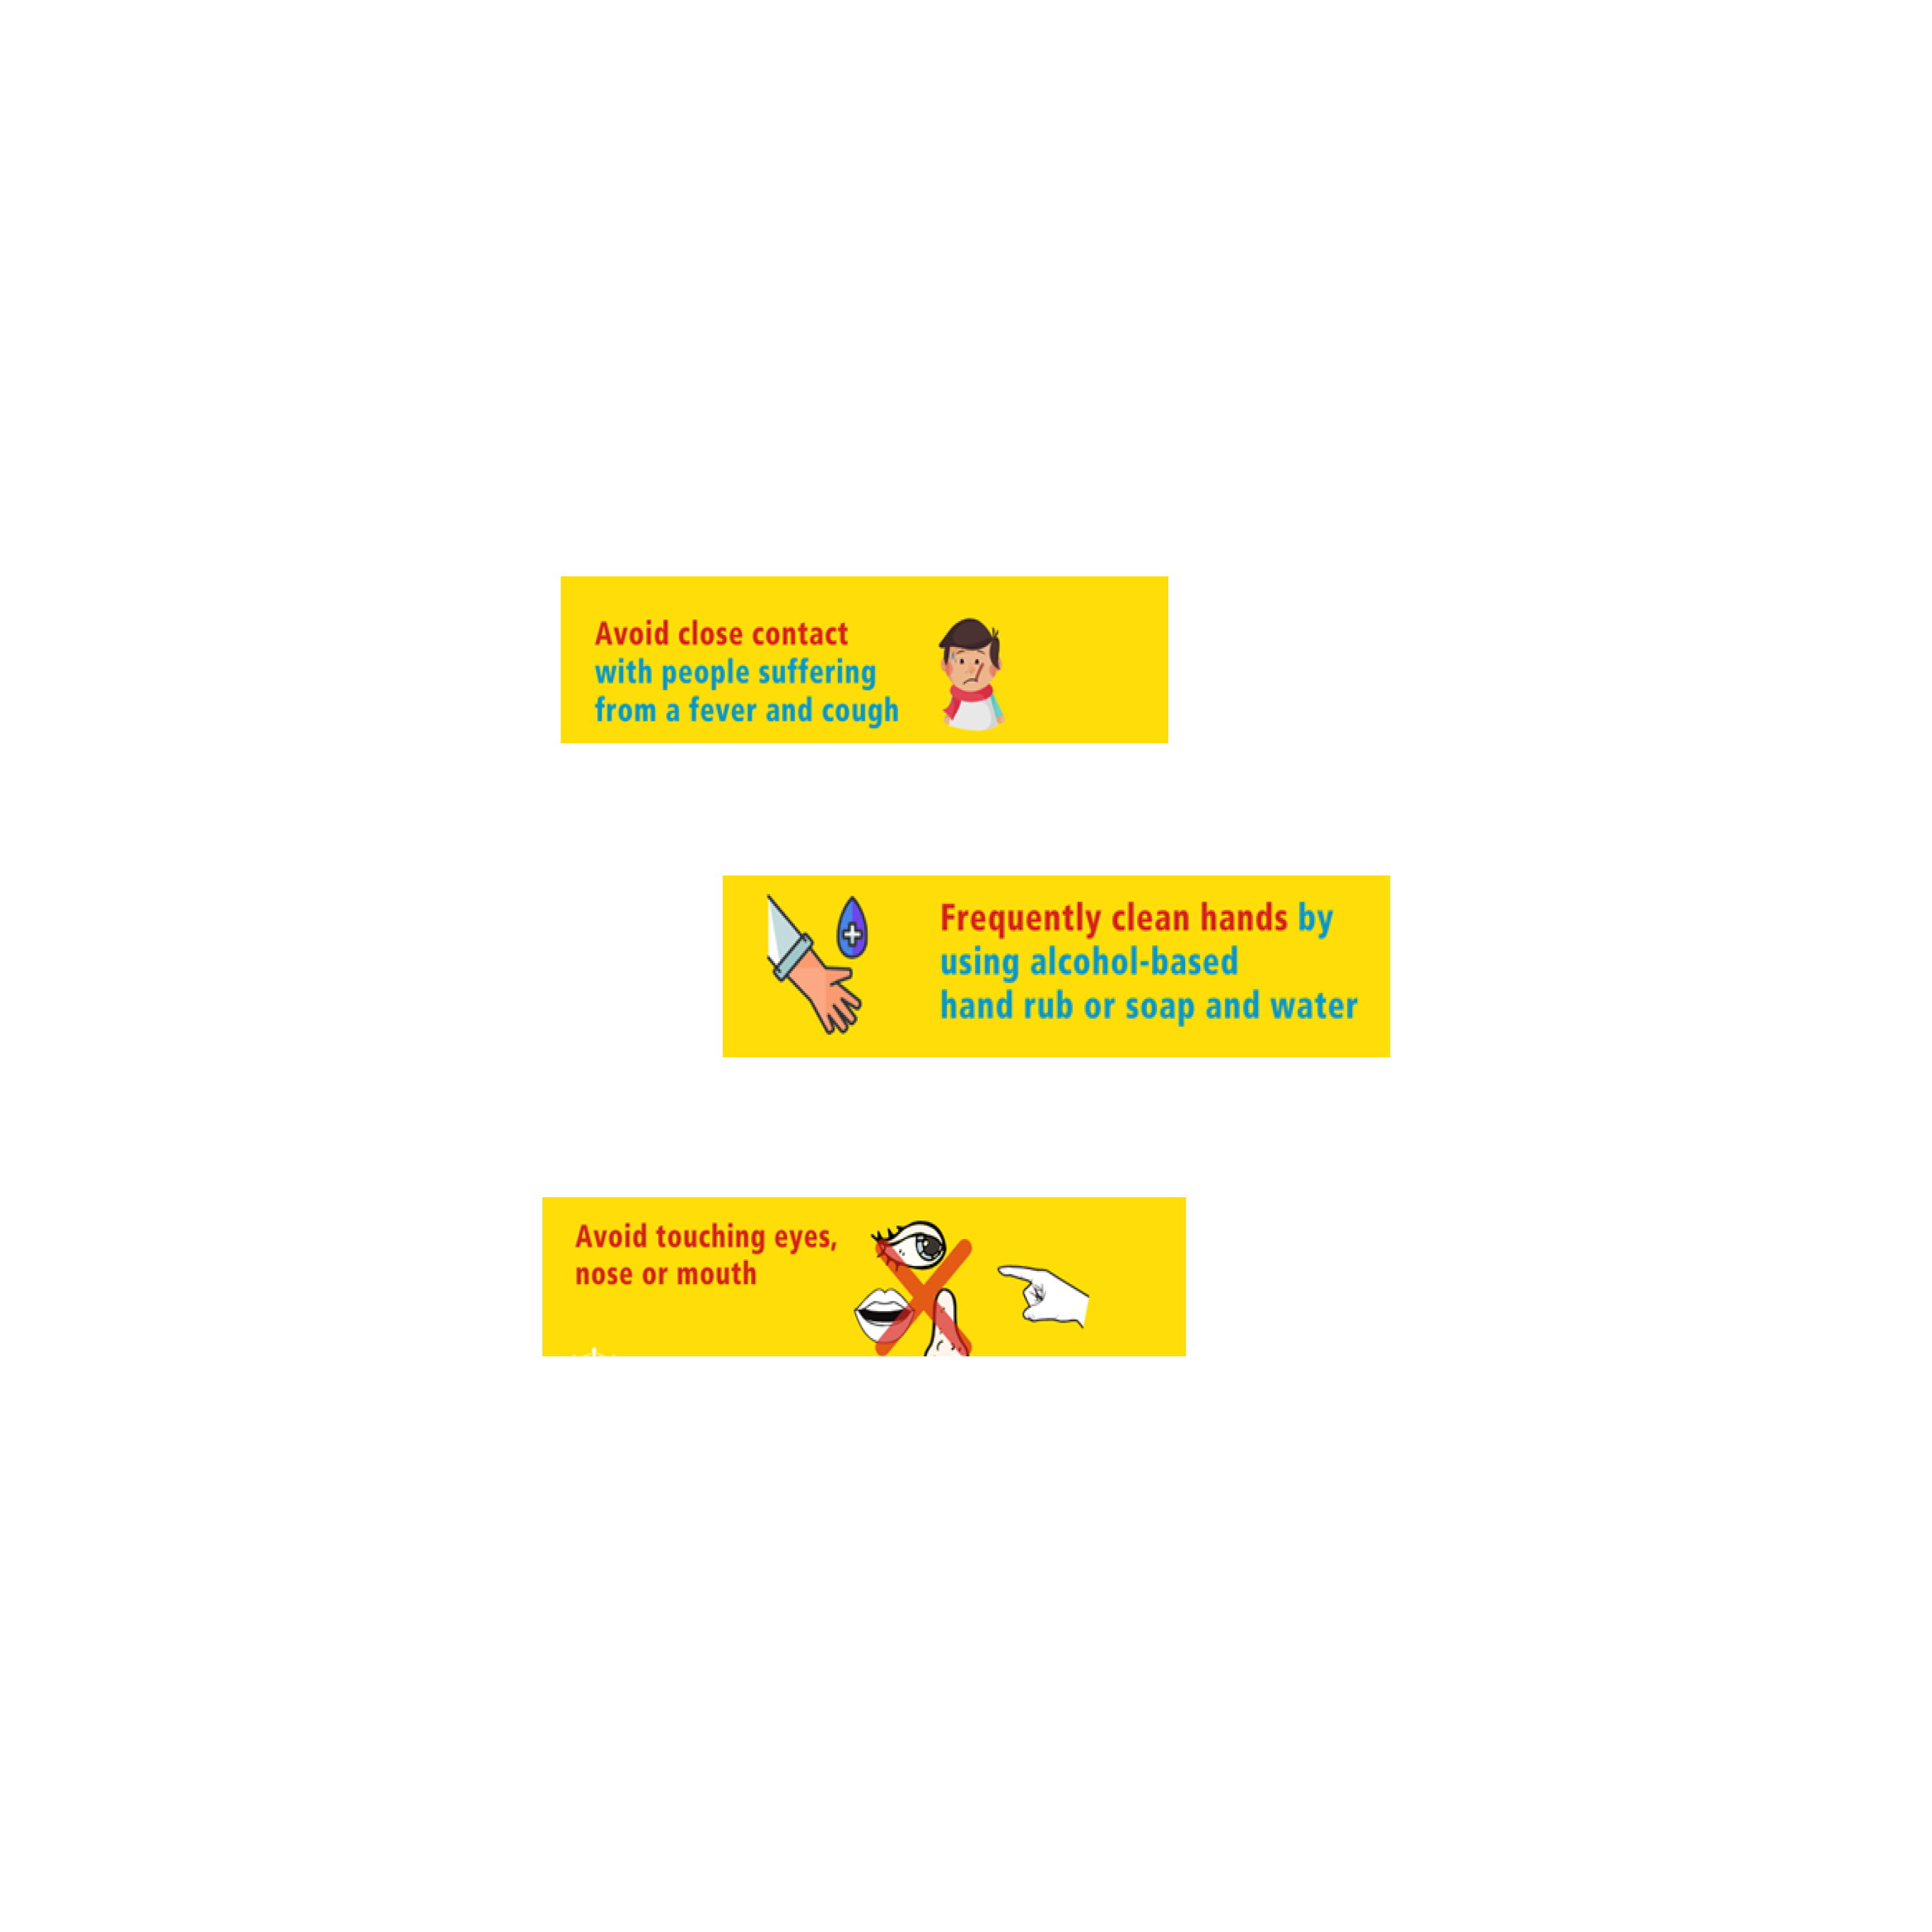 Avoid close contact
with people suffering
from a fever and cough
Frequently clean hands by
using alcohol-based
hand rub or soap and water
Avoid touching eyes,
nose or mouth